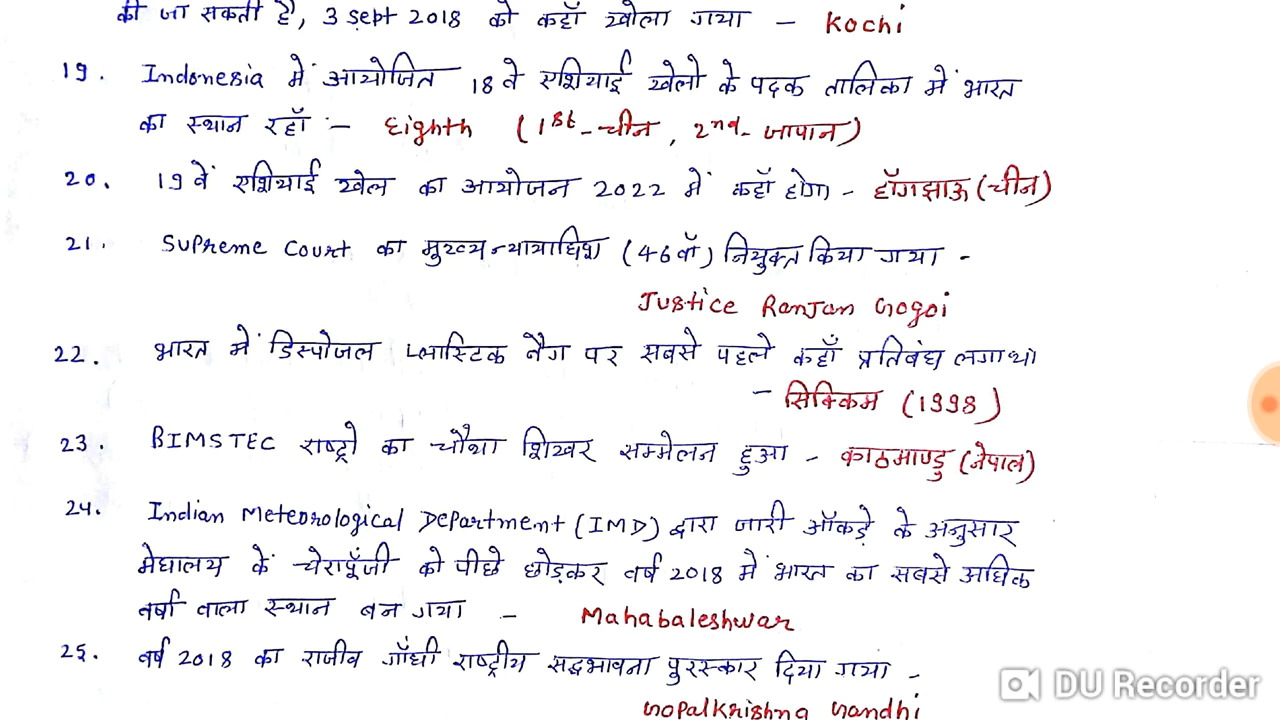 की जा सकती है, 3 sept 2018 को कहाँ खोला गया - Kochi
19. Indonesia में आयोजित 18 वे एशियाई खेलो के पदक तालिका में भारत
का स्थान रहाँ :- Eighth (1st - चीन, 2nd - जापान)
20. 19 वें एशियाई खेल का आयोजन 2022 में कहाँ होगा - हॉगझाऊ (चीन)
21. Supreme Court का मुख्य न्यायाधिश (46 वाँ) नियुक्त किया गया -
Justice Ranjan Gogoi
22. भारत में डिस्पोजल प्लास्टिक बैग पर सबसे पहले कहाँ प्रतिबंध लगा था
- सिक्किम (1998)
23. BIMSTEC राष्ट्रो का चौथा शिखर सम्मेलन हुआ - काठमाण्डु (नेपाल)
24. Indian Meteorological Department (IMD) द्वारा जारी आँकड़े के अनुसार
मेघालय के चेरापूँजी को पीछे छोड़कर वर्ष 2018 में भारत का सबसे अधिक
वर्षा वाला स्थान बन गया - Mahabaleshwar
25. वर्ष 2018 का राजीव गाँधी राष्ट्रीय सद्भभावना पुरस्कार दिया गया -
Gopalkrishna Gandhi
DU Recorder